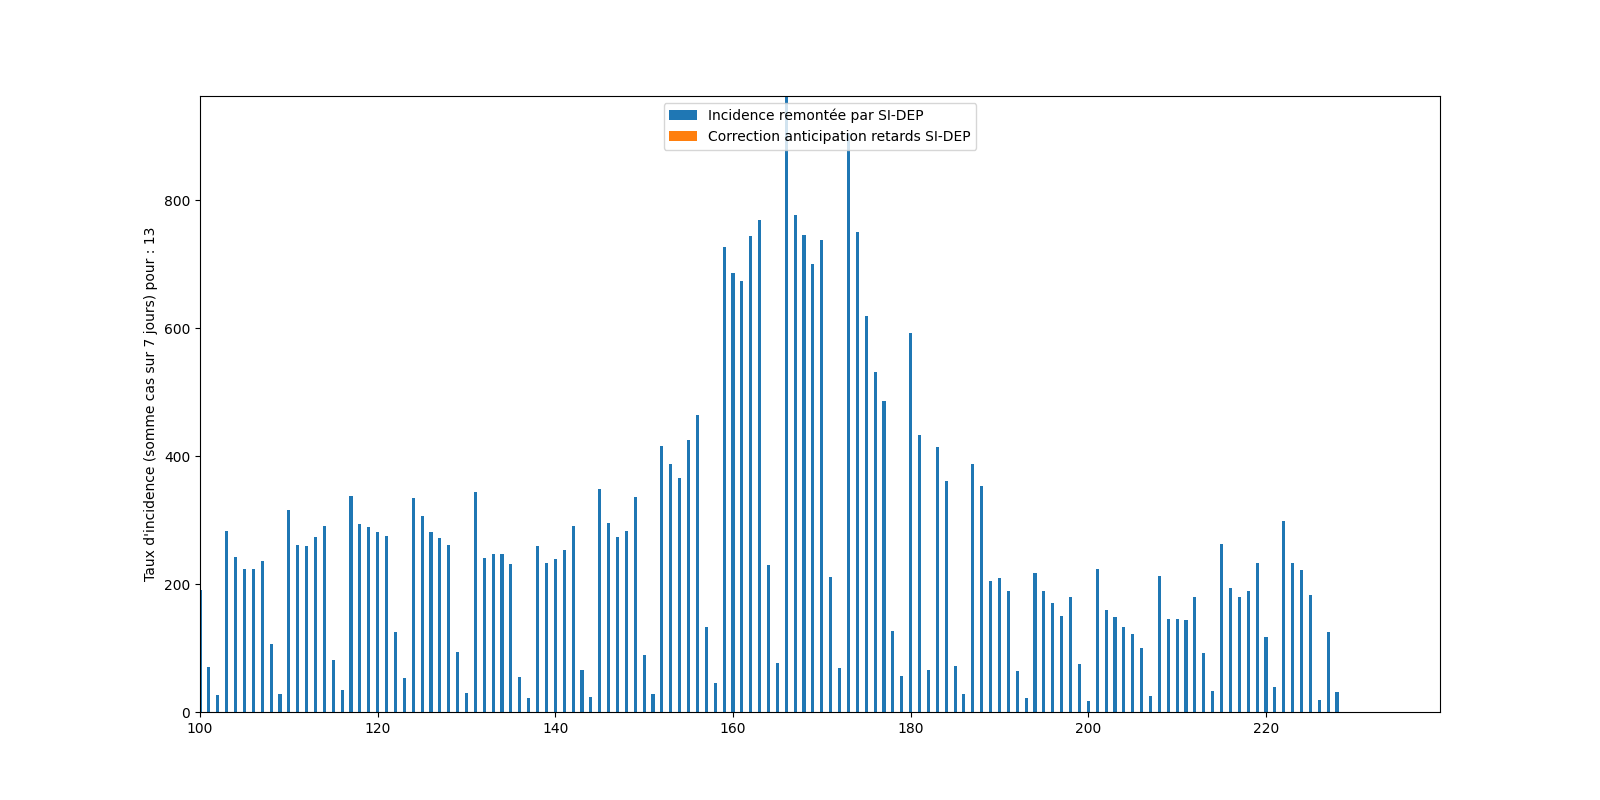 Incidence remontée par SI-DEP
Correction anticipation retards SI-DEP
Taux d'incidence (somme cas sur 7 jours) pour : 13
800
600
400
200
0
100 120 140 160 180 200 220